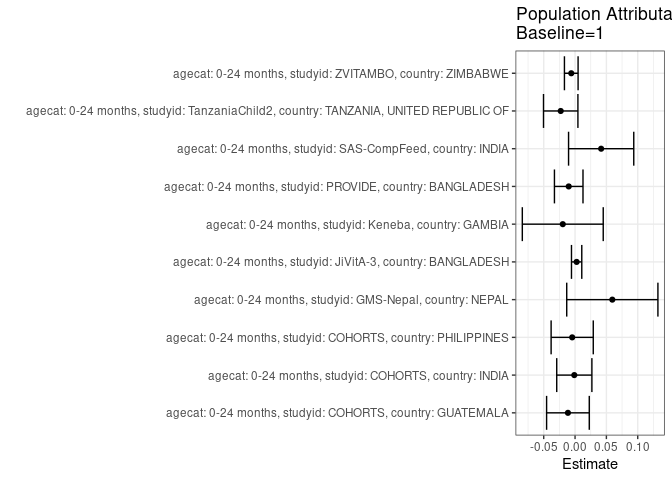 Population Attributa
Baseline=1
agecat: 0-24 months, studyid: ZVITAMBO, country: ZIMBABWE
agecat: 0-24 months, studyid: TanzaniaChild2, country: TANZANIA, UNITED REPUBLIC OF
agecat: 0-24 months, studyid: SAS-CompFeed, country: INDIA
agecat: 0-24 months, studyid: PROVIDE, country: BANGLADESH
agecat: 0-24 months, studyid: Keneba, country: GAMBIA
agecat: 0-24 months, studyid: JiVitA-3, country: BANGLADESH
agecat: 0-24 months, studyid: GMS-Nepal, country: NEPAL
agecat: 0-24 months, studyid: COHORTS, country: PHILIPPINES
agecat: 0-24 months, studyid: COHORTS, country: INDIA
agecat: 0-24 months, studyid: COHORTS, country: GUATEMALA
-0.05 0.00 0.05 0.10
Estimate